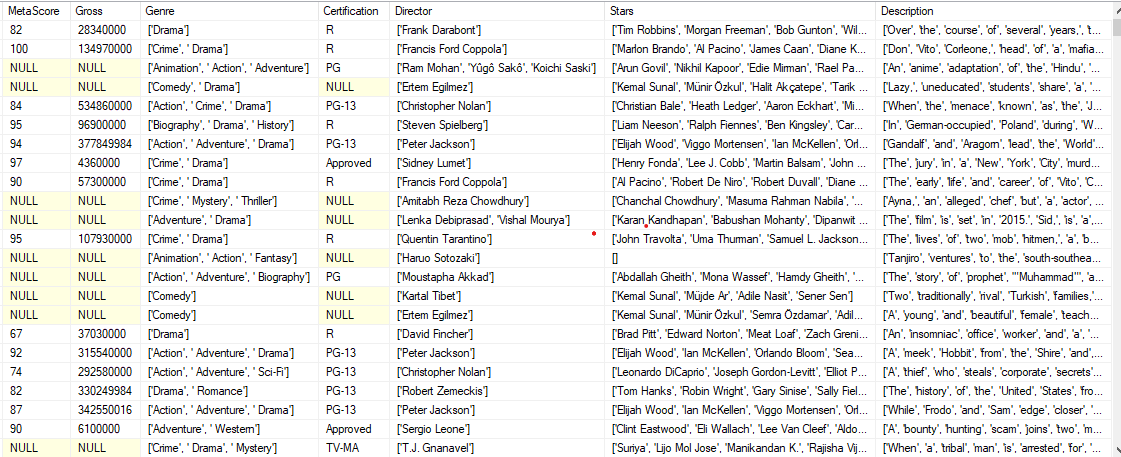 MetaScore Gross Genre Certification Director Stars Description
82 28340000 ['Drama'] R ['Frank Darabont'] ['Tim Robbins', 'Morgan Freeman', 'Bob Gunton', 'Wil... ['Over', 'the', 'course', 'of', 'several', 'years,', 't...
100 134970000 ['Crime', ' Drama'] R ['Francis Ford Coppola'] ['Marlon Brando', 'Al Pacino', 'James Caan', 'Diane K... ['Don', 'Vito', 'Corleone,', 'head', 'of', 'a', 'mafia...
NULL NULL ['Animation', ' Action', ' Adventure'] PG ['Ram Mohan', 'Yûgô Sakô', 'Koichi Saski'] ['Arun Govil', 'Nikhil Kapoor', 'Edie Mirman', 'Rael Pa... ['An', 'anime', 'adaptation', 'of', 'the', 'Hindu', '...
NULL NULL ['Comedy', ' Drama'] NULL ['Ertem Egilmez'] ['Kemal Sunal', 'Münir Özkul', 'Halit Akçatepe', 'Tarik ... ['Lazy,', 'uneducated', 'students', 'share', 'a', '...
84 534860000 ['Action', ' Crime', ' Drama'] PG-13 ['Christopher Nolan'] ['Christian Bale', 'Heath Ledger', 'Aaron Eckhart', 'Mi... ['When', 'the', 'menace', 'known', 'as', 'the', 'J...
95 96900000 ['Biography', ' Drama', ' History'] R ['Steven Spielberg'] ['Liam Neeson', 'Ralph Fiennes', 'Ben Kingsley', 'Car... ['In', 'German-occupied', 'Poland', 'during', 'W...
94 377849984 ['Action', ' Adventure', ' Drama'] PG-13 ['Peter Jackson'] ['Elijah Wood', 'Viggo Mortensen', 'Ian McKellen', 'Orl... ['Gandalf', 'and', 'Aragorn', 'lead', 'the', 'World...
97 4360000 ['Crime', ' Drama'] Approved ['Sidney Lumet'] ['Henry Fonda', 'Lee J. Cobb', 'Martin Balsam', 'John ... ['The', 'jury', 'in', 'a', 'New', 'York', 'City', 'murd...
90 57300000 ['Crime', ' Drama'] R ['Francis Ford Coppola'] ['Al Pacino', 'Robert De Niro', 'Robert Duvall', 'Diane ... ['The', 'early', 'life', 'and', 'career', 'of', 'Vito', 'C...
NULL NULL ['Crime', ' Mystery', ' Thriller'] NULL ['Amitabh Reza Chowdhury'] ['Chanchal Chowdhury', 'Masuma Rahman Nabila', '... ['Ayna,', 'an', 'alleged', 'chef', 'but', 'a', 'actor', ...
NULL NULL ['Adventure', ' Drama'] NULL ['Lenka Debiprasad', 'Vishal Mourya'] ['Karan Kandhapan', 'Babushan Mohanty', 'Dipanwit ... ['The', 'film', 'is', 'set', 'in', '2015.', 'Sid,', 'is', 'a',...
95 107930000 ['Crime', ' Drama'] R ['Quentin Tarantino'] ['John Travolta', 'Uma Thurman', 'Samuel L. Jackson... ['The', 'lives', 'of', 'two', 'mob', 'hitmen,', 'a', 'b...
NULL NULL ['Animation', ' Action', ' Fantasy'] NULL ['Haruo Sotozaki'] [] ['Tanjiro', 'ventures', 'to', 'the', 'south-southea...
NULL NULL ['Action', ' Adventure', ' Biography'] PG ['Moustapha Akkad'] ['Abdallah Gheith', 'Mona Wassef', 'Hamdy Gheith', '... ['The', 'story', 'of', 'prophet', '"'Muhammad"'', 'a...
NULL NULL ['Comedy'] NULL ['Kartal Tibet'] ['Kemal Sunal', 'Müjde Ar', 'Adile Nasit', 'Sener Sen'] ['Two', 'traditionally', 'rival', 'Turkish', 'families,'...
NULL NULL ['Comedy'] NULL ['Ertem Egilmez'] ['Kemal Sunal', 'Münir Özkul', 'Semra Özdamar', 'Adil... ['A', 'young', 'and', 'beautiful', 'female', 'teach...
67 37030000 ['Drama'] R ['David Fincher'] ['Brad Pitt', 'Edward Norton', 'Meat Loaf', 'Zach Greni... ['An', 'insomniac', 'office', 'worker', 'and', 'a', '...
92 315540000 ['Action', ' Adventure', ' Drama'] PG-13 ['Peter Jackson'] ['Elijah Wood', 'Ian McKellen', 'Orlando Bloom', 'Sea... ['A', 'meek', 'Hobbit', 'from', 'the', 'Shire', 'and',...
74 292580000 ['Action', ' Adventure', ' Sci-Fi'] PG-13 ['Christopher Nolan'] ['Leonardo DiCaprio', 'Joseph Gordon-Levitt', 'Elliot P... ['A', 'thief', 'who', 'steals', 'corporate', 'secrets'...
82 330249984 ['Drama', ' Romance'] PG-13 ['Robert Zemeckis'] ['Tom Hanks', 'Robin Wright', 'Gary Sinise', 'Sally Fiel... ['The', 'history', 'of', 'the', 'United', 'States', 'fro...
87 342550016 ['Action', ' Adventure', ' Drama'] PG-13 ['Peter Jackson'] ['Elijah Wood', 'Viggo Mortensen', 'Ian McKellen', 'Orl... ['While', 'Frodo', 'and', 'Sam', 'edge', 'closer', '...
90 6100000 ['Adventure', ' Western'] Approved ['Sergio Leone'] ['Clint Eastwood', 'Eli Wallach', 'Lee Van Cleef', 'Aldo... ['A', 'bounty', 'hunting', 'scam', 'joins', 'two', 'm...
NULL NULL ['Crime', ' Drama', ' Mystery'] TV-MA ['T.J. Gnanavel'] ['Suriya', 'Lijo Mol Jose', 'Manikandan K.', 'Rajisha Vij... ['When', 'a', 'tribal', 'man', 'is', 'arrested', 'for', ...